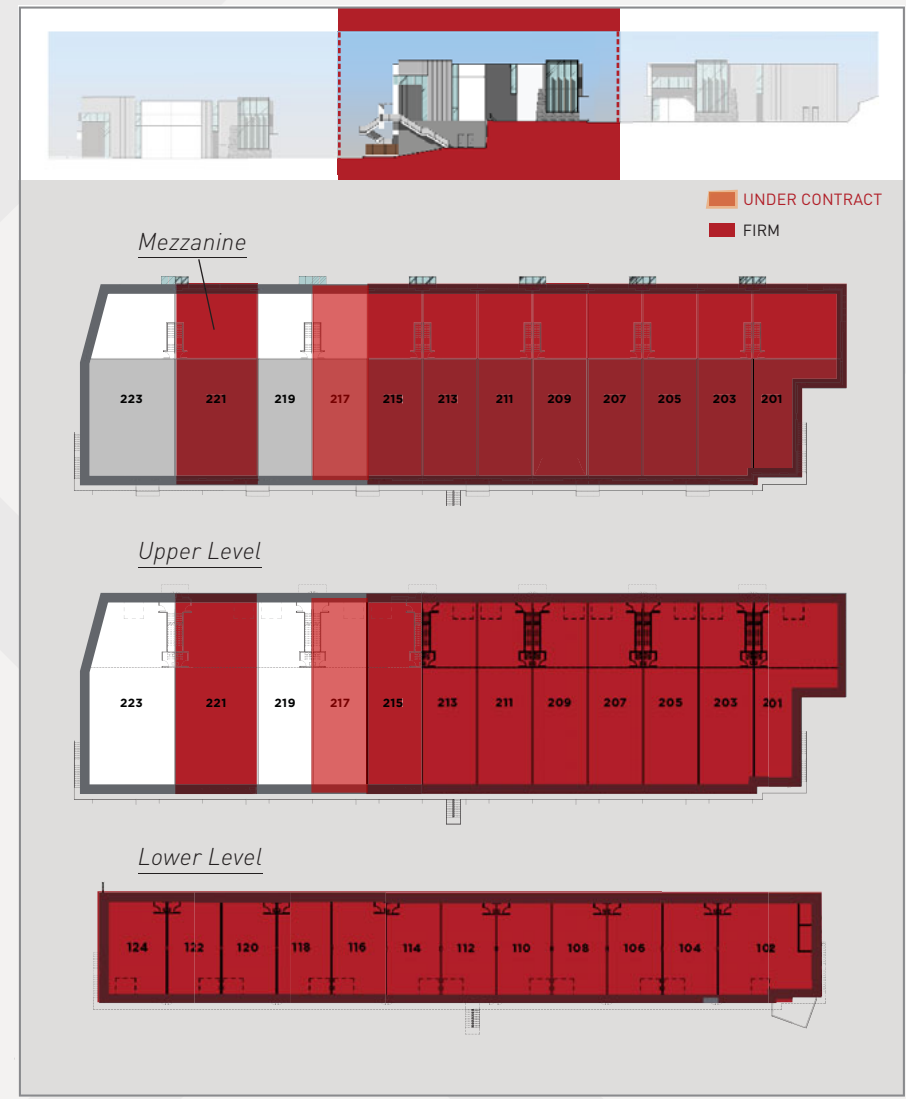 UNDER CONTRACT
FIRM
Mezzanine
223 221 219 217 215 213 211 209 207 205 203 201
Upper Level
223 221 219 217 215 213 211 209 207 205 203 201
Lower Level
124 122 120 118 116 114 112 110 108 106 104 102